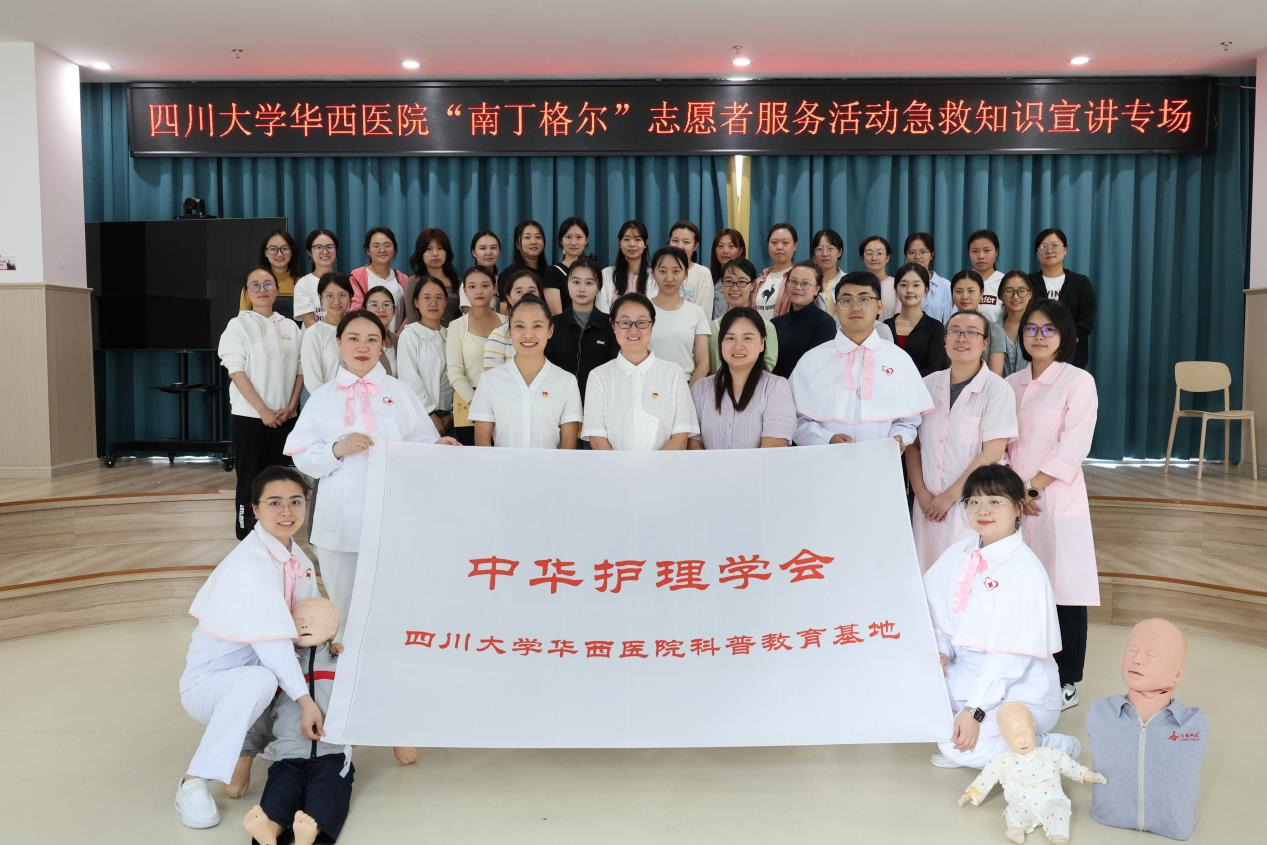 四川大学华西医院“南丁格尔”志愿者服务活动急救知识宣讲专场
中华护理学会
四川大学华西医院科普教育基地